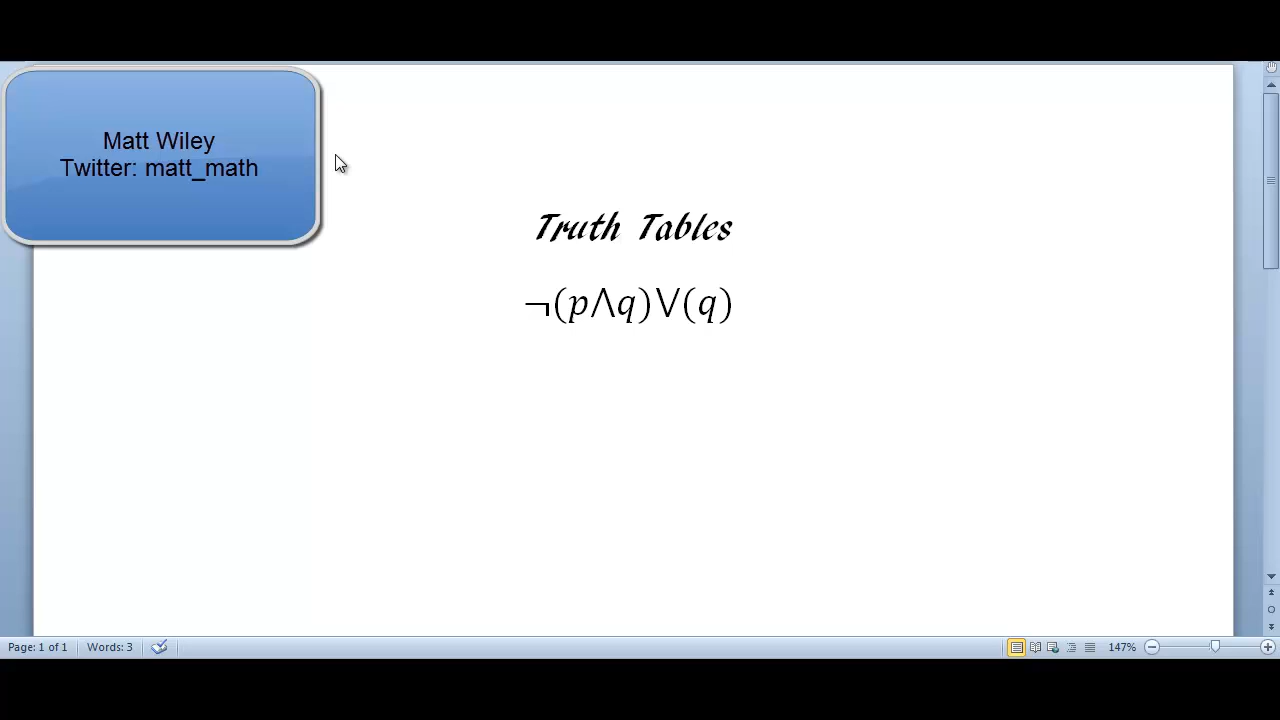 Matt Wiley
Twitter: matt_math
Truth Tables
¬(p⋀q)⋁(q)
Page: 1 of 1 Words: 3 147%